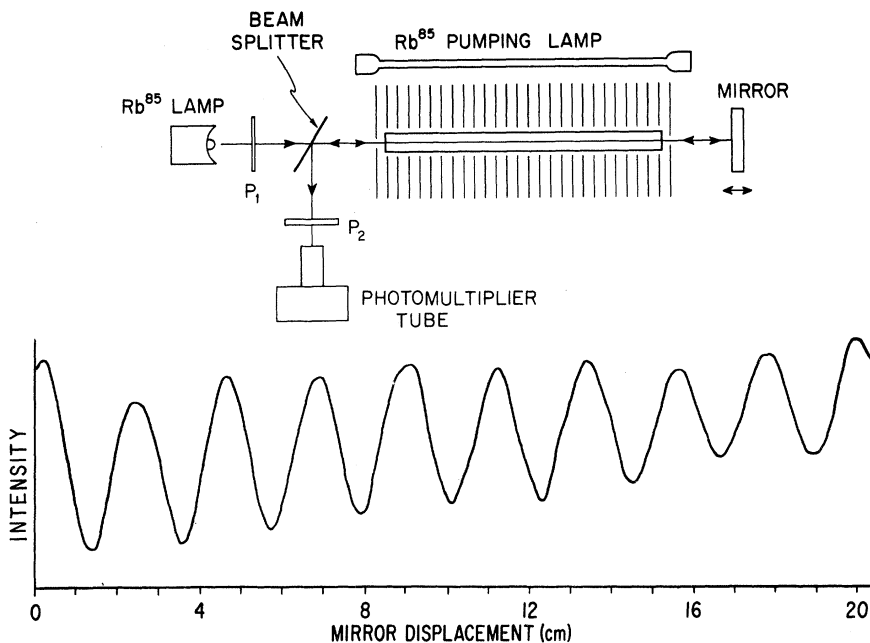 BEAM
SPLITTER
Rb⁸⁵ PUMPING LAMP
Rb⁸⁵ LAMP
MIRROR
P₁
P₂
PHOTOMULTIPLIER
TUBE
INTENSITY
0 4 8 12 16 20
MIRROR DISPLACEMENT (cm)